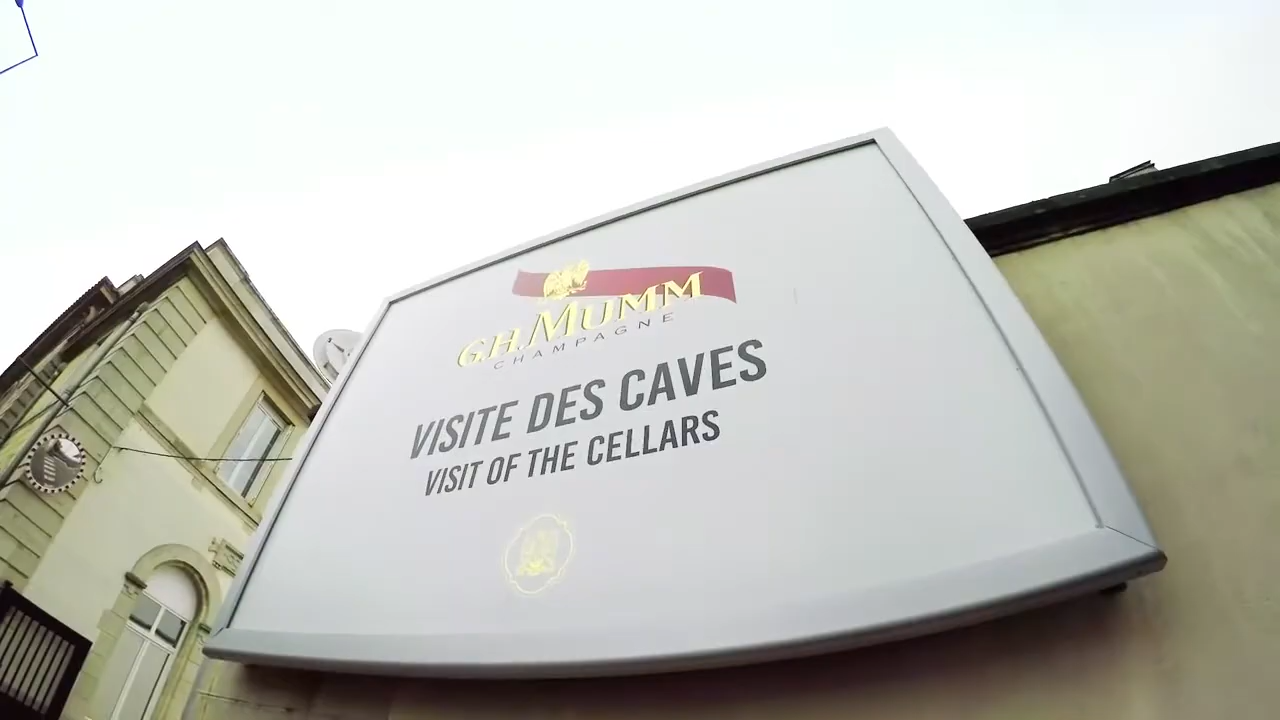 G.H. MUMM
CHAMPAGNE
VISITE DES CAVES
VISIT OF THE CELLARS